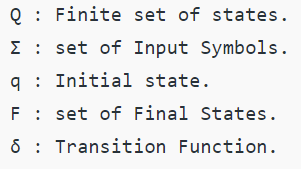 Q : Finite set of states.
Σ : set of Input Symbols.
q : Initial state.
F : set of Final States.
δ : Transition Function.